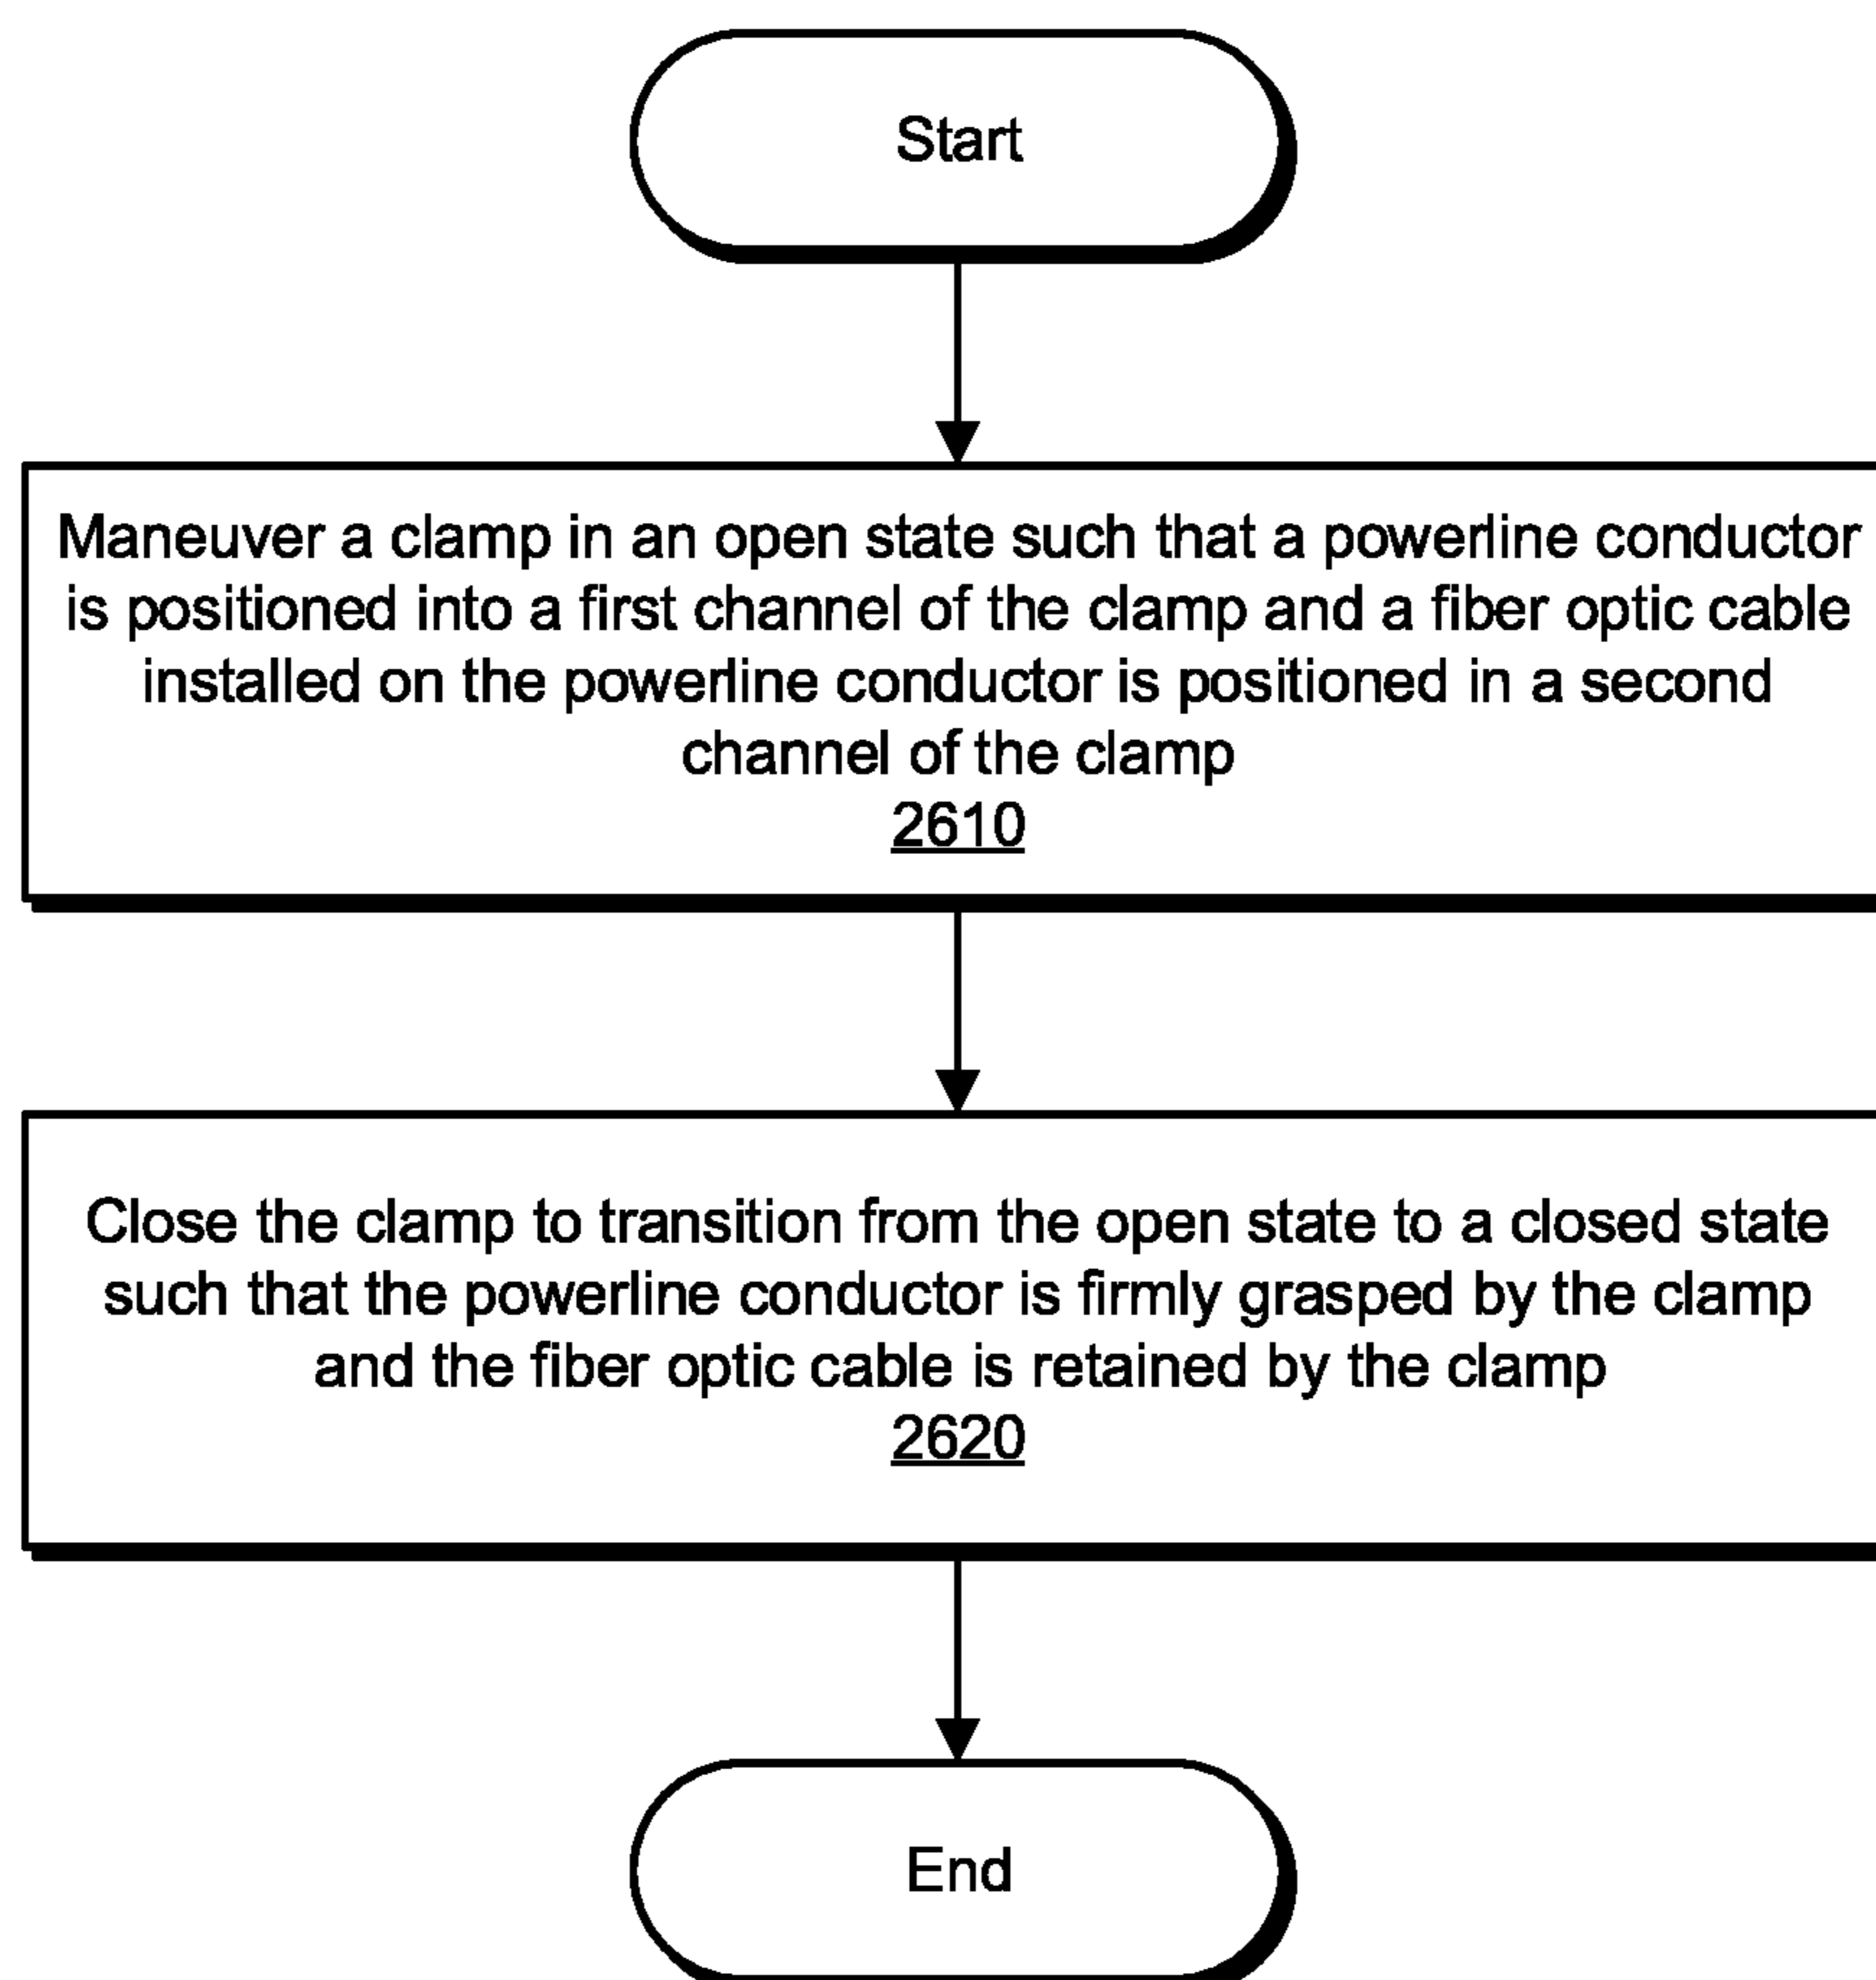 Start
Maneuver a clamp in an open state such that a powerline conductor
is positioned into a first channel of the clamp and a fiber optic cable
installed on the powerline conductor is positioned in a second
channel of the clamp
2610
Close the clamp to transition from the open state to a closed state
such that the powerline conductor is firmly grasped by the clamp
and the fiber optic cable is retained by the clamp
2620
End